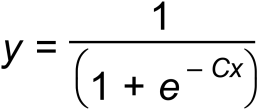 y = 1 / (1 + e^{- Cx})